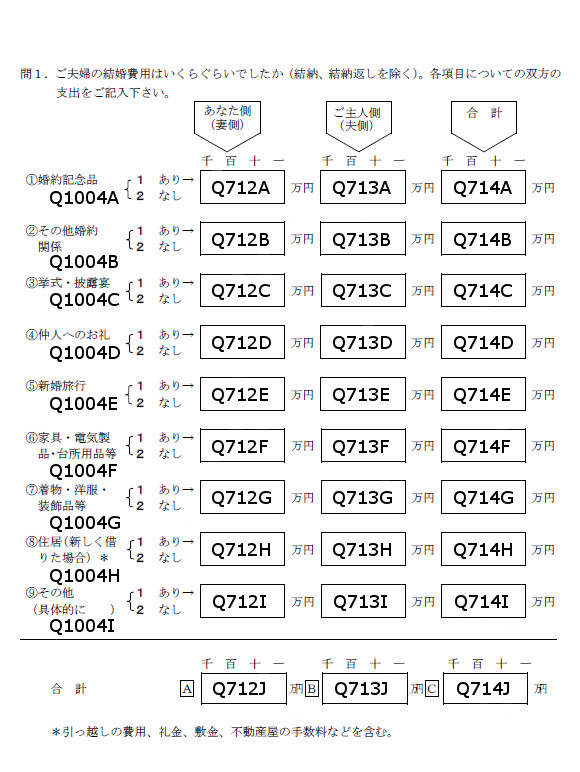 問１．ご夫婦の結婚費用はいくらぐらいでしたか（結納、結納返しを除く）。各項目についての双方の
支出をご記入下さい。
あなた側 ご主人側 合　計
（妻側） （夫側）
千 百 十 一 千 百 十 一 千 百 十 一
①婚約記念品 1 あり→ Q712A 万円 Q713A 万円 Q714A 万円
Q1004A 2 なし
②その他婚約 1 あり→ Q712B 万円 Q713B 万円 Q714B 万円
関係 2 なし
Q1004B
③挙式・披露宴 1 あり→ Q712C 万円 Q713C 万円 Q714C 万円
Q1004C 2 なし
④仲人へのお礼 1 あり→ Q712D 万円 Q713D 万円 Q714D 万円
Q1004D 2 なし
⑤新婚旅行 1 あり→ Q712E 万円 Q713E 万円 Q714E 万円
Q1004E 2 なし
⑥家具・電気製 1 あり→ Q712F 万円 Q713F 万円 Q714F 万円
品・台所用品等 2 なし
Q1004F
⑦着物・洋服・ 1 あり→ Q712G 万円 Q713G 万円 Q714G 万円
装飾品等 2 なし
Q1004G
⑧住居（新しく借 1 あり→ Q712H 万円 Q713H 万円 Q714H 万円
りた場合）＊ 2 なし
Q1004H
⑨その他 1 あり→ Q712I 万円 Q713I 万円 Q714I 万円
（具体的に　　） 2 なし
Q1004I
千 百 十 一 千 百 十 一 千 百 十 一
合　計 A Q712J 万円 B Q713J 万円 C Q714J 万円
＊引っ越しの費用、礼金、敷金、不動産屋の手数料などを含む。